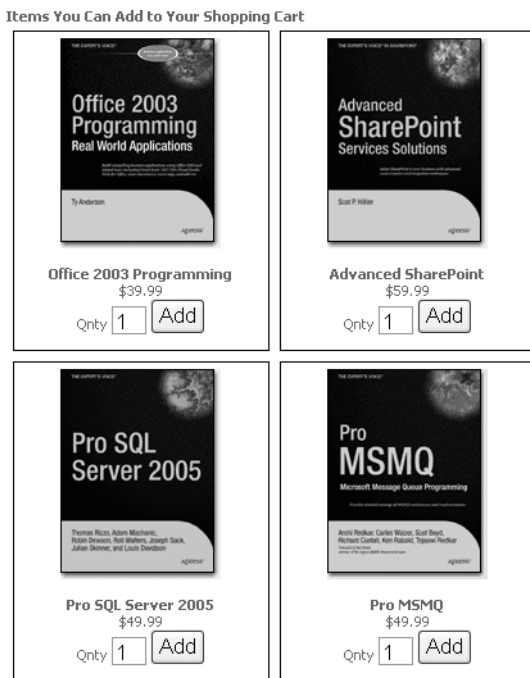 Items You Can Add to Your Shopping Cart
THE EXPERT'S VOICE®
Office 2003
Programming
Real World Applications
Ty Anderson
Apress®
Office 2003 Programming
$39.99
Qnty 1 Add
THE EXPERT'S VOICE® IN SHAREPOINT
Advanced
SharePoint
Services Solutions
Scot P. Hillier
Apress®
Advanced SharePoint
$59.99
Qnty 1 Add
THE EXPERT'S VOICE®
Pro SQL
Server 2005
Thomas Rizzo, Adam Machanic,
Robin Dewson, Rob Walters, Joseph Sack,
Julian Skinner, and Louis Davidson
Apress®
Pro SQL Server 2005
$49.99
Qnty 1 Add
THE EXPERT'S VOICE®
Pro
MSMQ
Microsoft Message Queue Programming
Arohi Redkar, Carlos Walzer, Scot Boyd,
Richard Costall, Ken Rabold, Tejaswi Redkar
Apress®
Pro MSMQ
$49.99
Qnty 1 Add